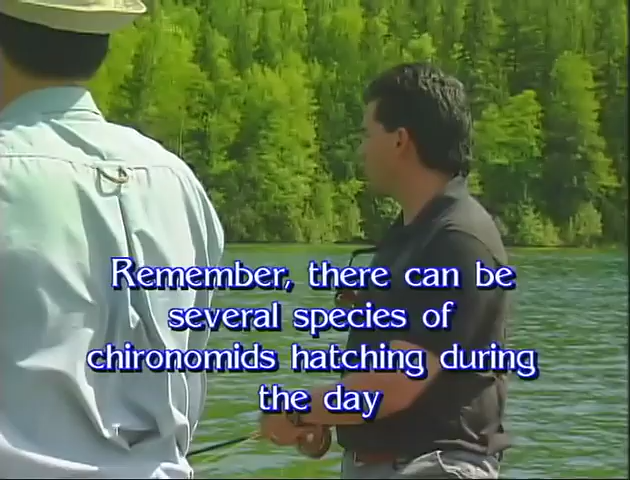 Remember, there can be
several species of
chironomids hatching during
the day